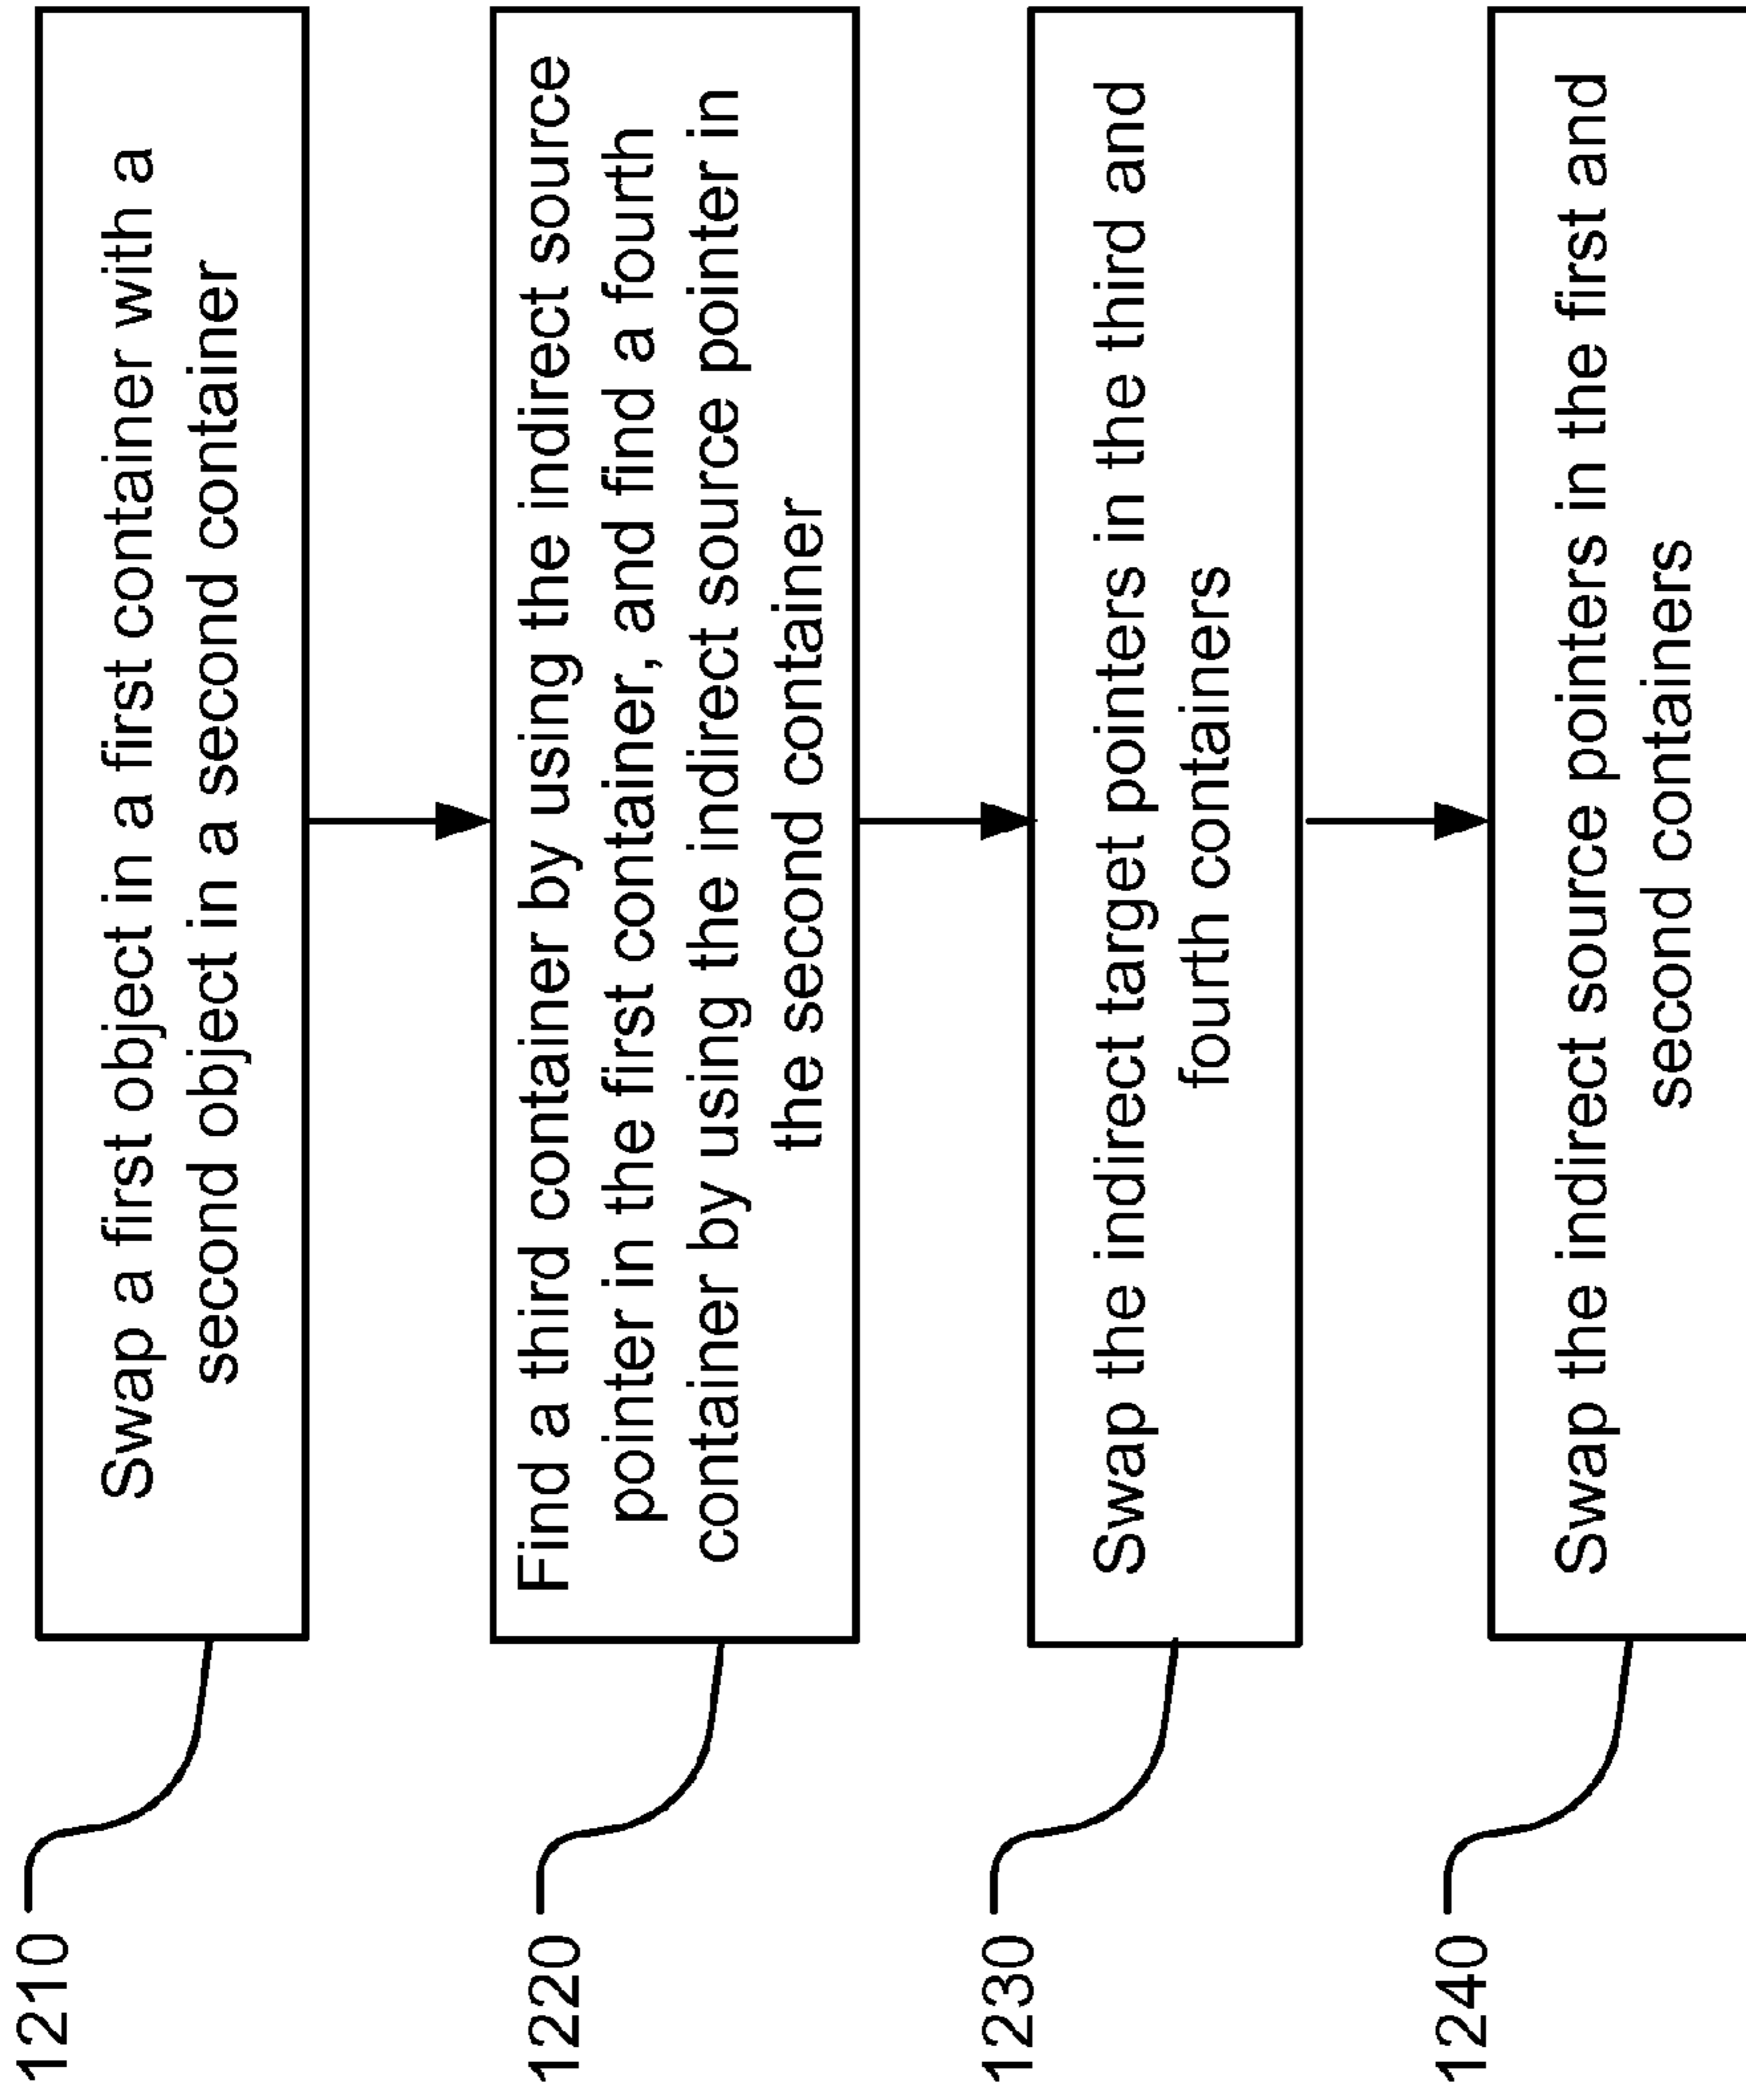 1210
Swap a first object in a first container with a
second object in a second container
1220
Find a third container by using the indirect source
pointer in the first container, and find a fourth
container by using the indirect source pointer in
the second container
1230
Swap the indirect target pointers in the third and
fourth containers
1240
Swap the indirect source pointers in the first and
second containers